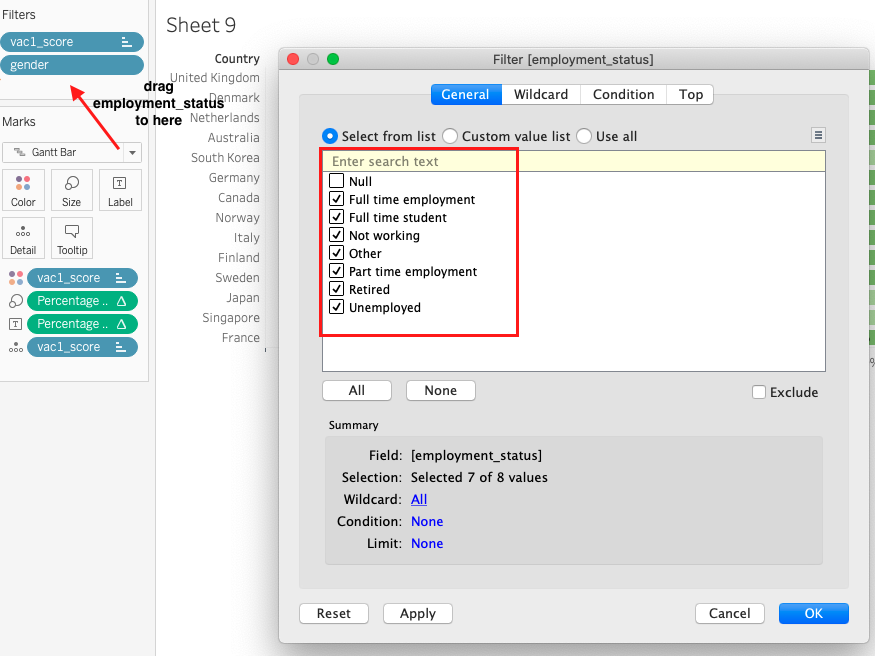 Filters
vac1_score
gender
drag
employment_status
to here
Marks
Gantt Bar
Color
Size
Label
Detail
Tooltip
vac1_score
Percentage ..
Percentage ..
vac1_score
Sheet 9
Country
United Kingdom
Denmark
Netherlands
Australia
South Korea
Germany
Canada
Norway
Italy
Finland
Sweden
Japan
Singapore
France
%
Filter [employment_status]
General Wildcard Condition Top
Select from list Custom value list Use all
Enter search text
Null
Full time employment
Full time student
Not working
Other
Part time employment
Retired
Unemployed
All None Exclude
Summary
Field: [employment_status]
Selection: Selected 7 of 8 values
Wildcard: All
Condition: None
Limit: None
Reset Apply Cancel OK